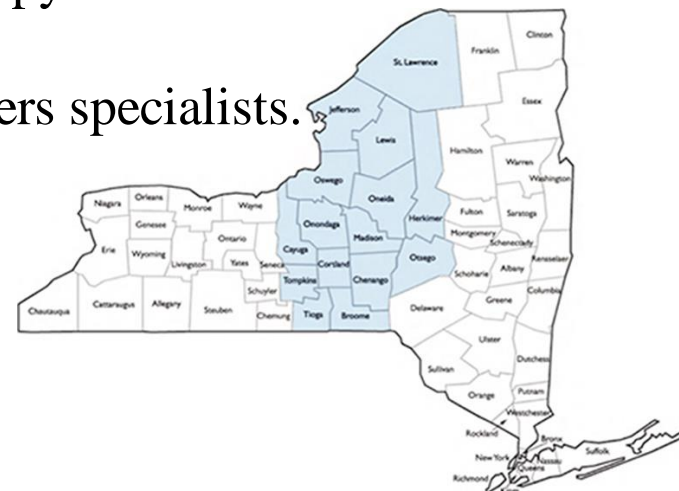 py
ers specialists.
Clinton
Franklin
St. Lawrence
Essex
Jefferson
Lewis
Hamilton
Warren
Washington
Oswego
Oneida
Herkimer
Fulton
Saratoga
Niagara
Orleans
Monroe
Wayne
Genesee
Onondaga
Madison
Montgomery
Schenectady
Erie
Wyoming
Livingston
Ontario
Yates
Seneca
Cayuga
Cortland
Chenango
Otsego
Schoharie
Albany
Rensselaer
Tompkins
Schuyler
Columbia
Greene
Chautauqua
Cattaraugus
Allegany
Steuben
Chemung
Tioga
Broome
Delaware
Ulster
Dutchess
Sullivan
Orange
Putnam
Westchester
Rockland
Bronx
New York
Nassau
Suffolk
Queens
Richmond